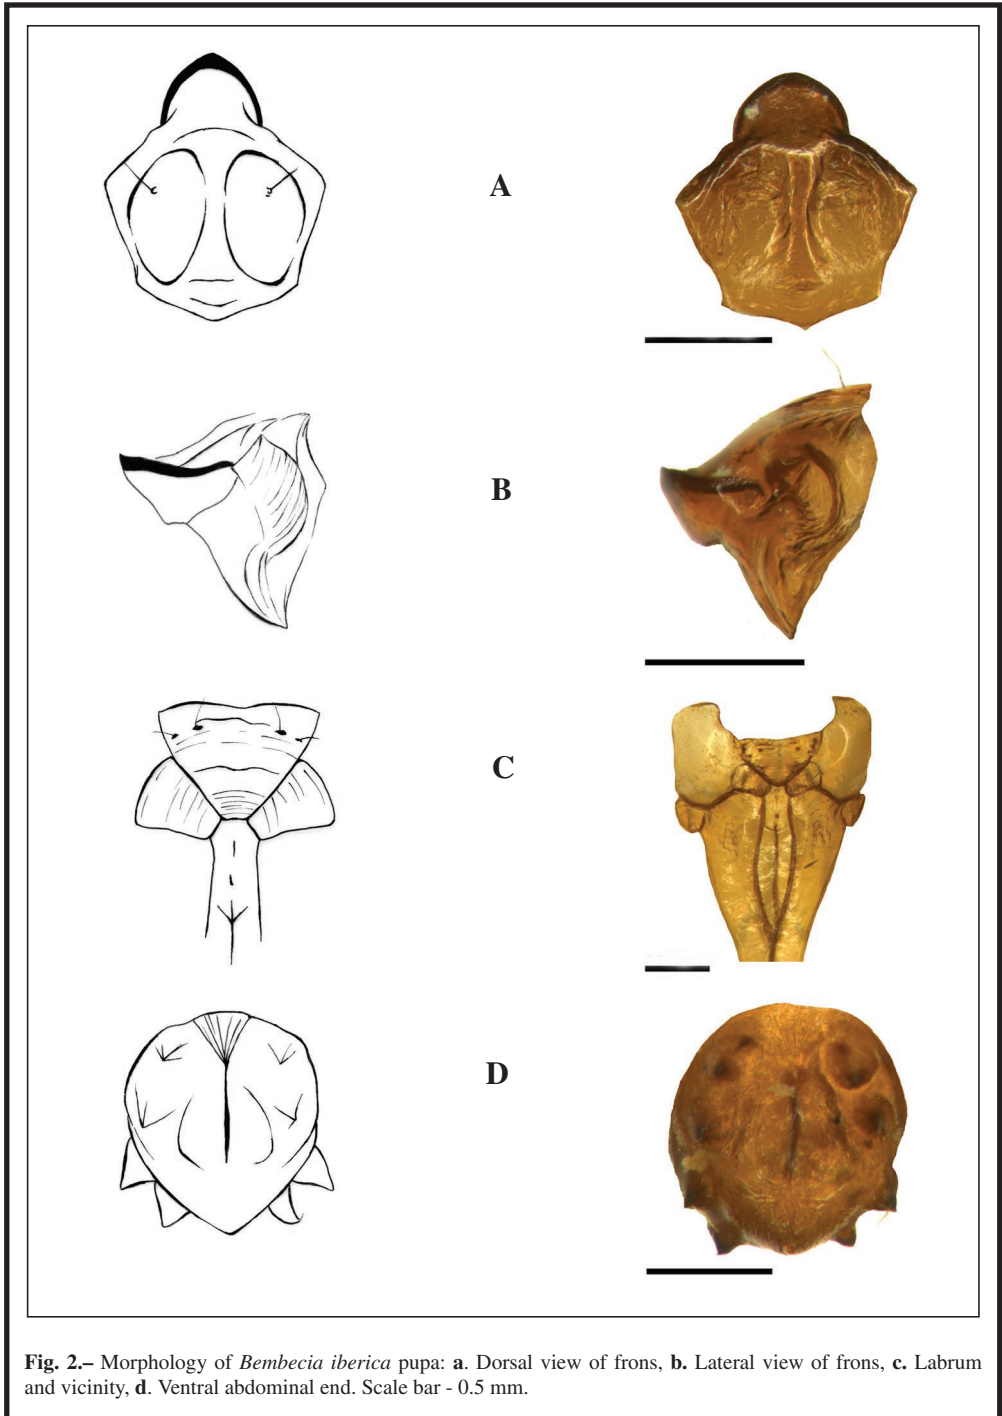 A
B
C
D
Fig. 2.– Morphology of Bembecia iberica pupa: a. Dorsal view of frons, b. Lateral view of frons, c. Labrum
and vicinity, d. Ventral abdominal end. Scale bar - 0.5 mm.